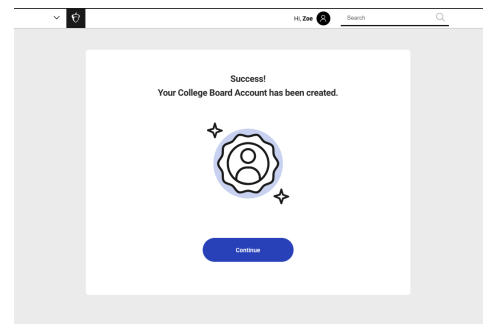 Hi, Zoe
Search
Success!
Your College Board Account has been created.
Continue